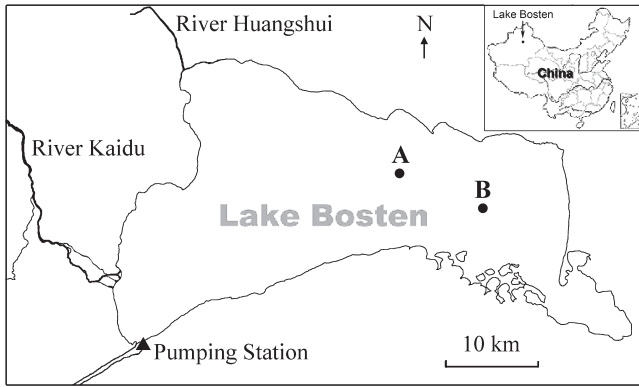 River Huangshui
N
Lake Bosten
China
River Kaidu
A
B
Lake Bosten
Pumping Station
10 km